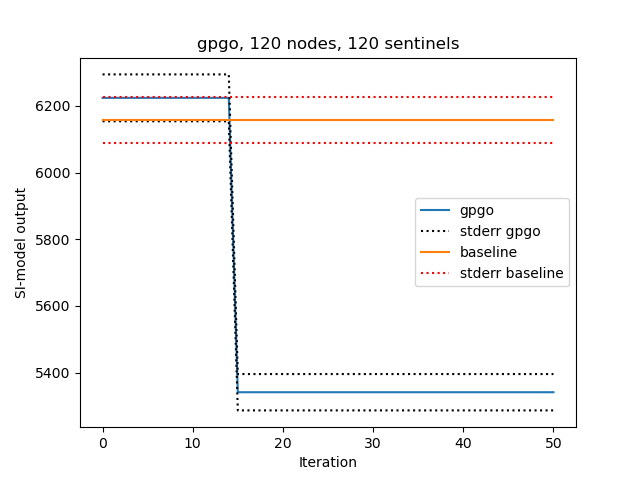 gpgo, 120 nodes, 120 sentinels
6200
6000
5800
5600
5400
SI-model output
gpgo
stderr gpgo
baseline
stderr baseline
0 10 20 30 40 50
Iteration